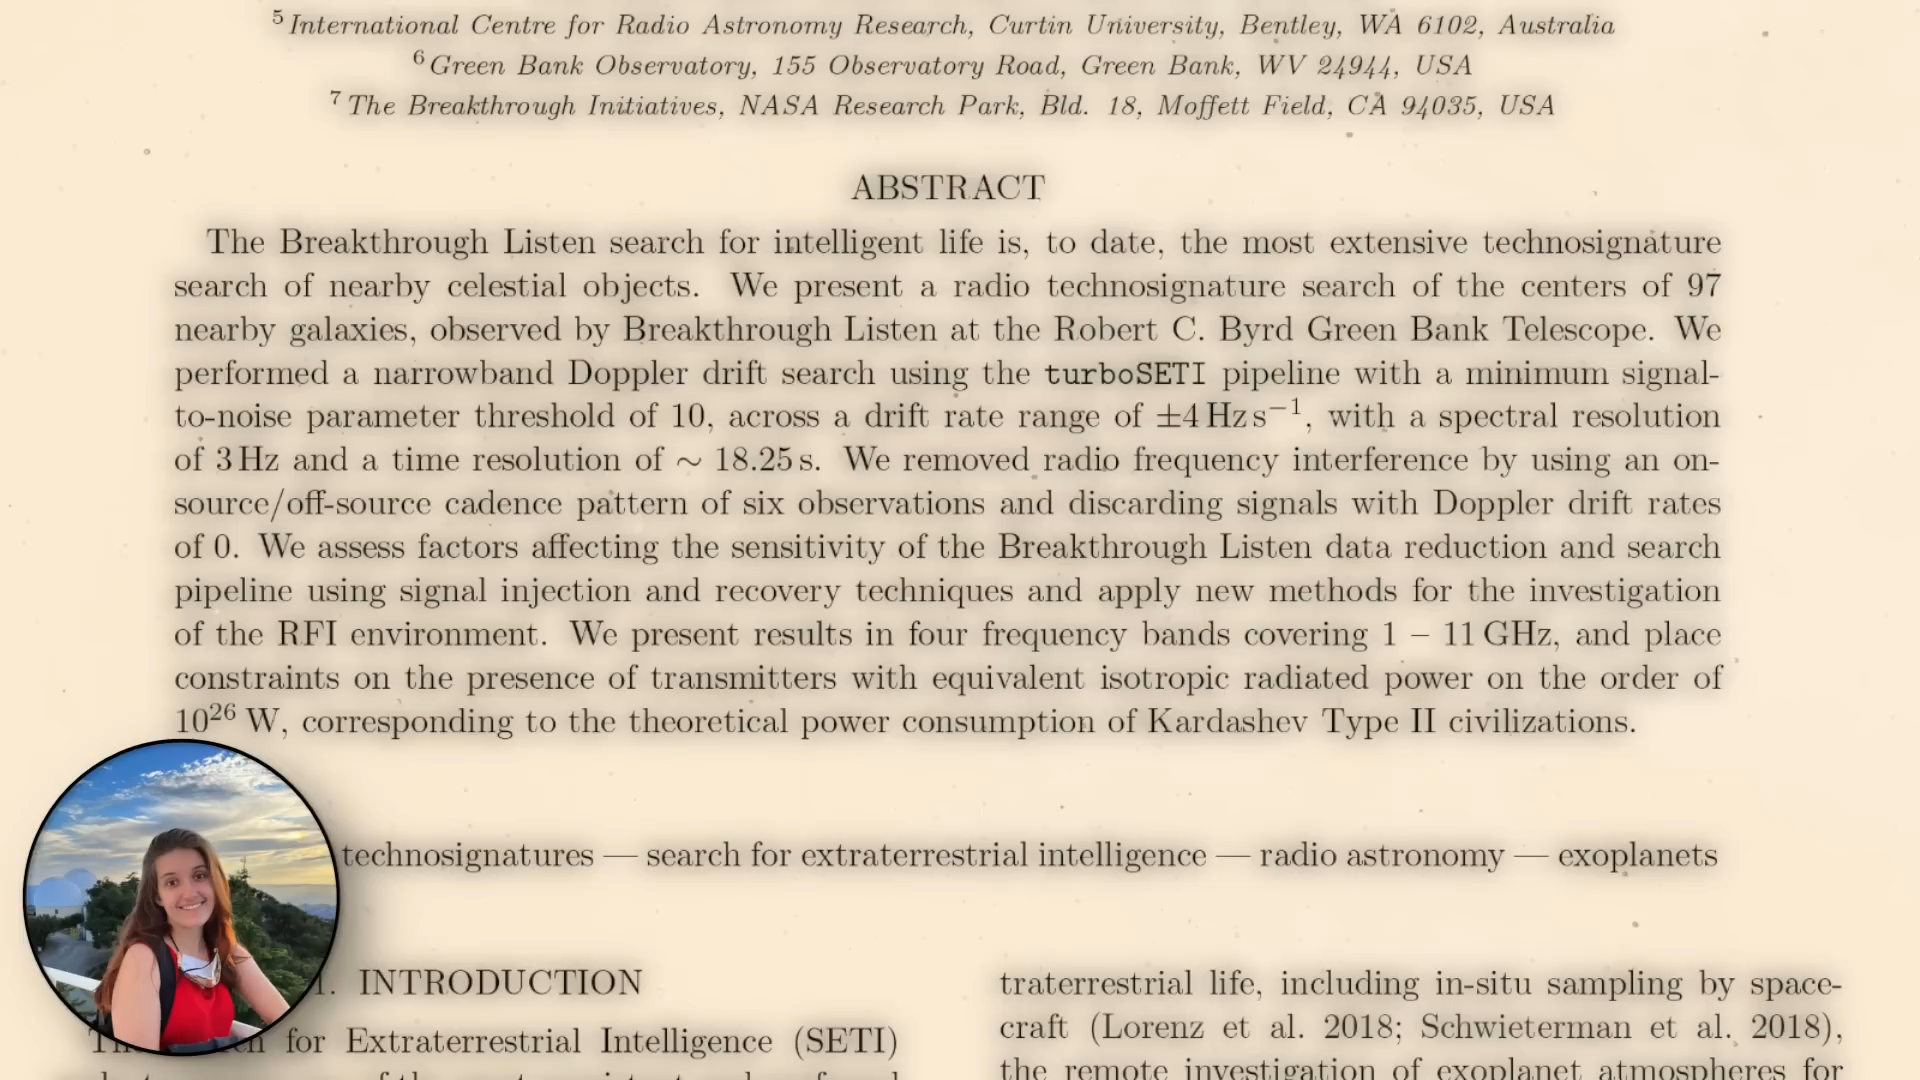 ⁵ International Centre for Radio Astronomy Research, Curtin University, Bentley, WA 6102, Australia
⁶ Green Bank Observatory, 155 Observatory Road, Green Bank, WV 24944, USA
⁷ The Breakthrough Initiatives, NASA Research Park, Bld. 18, Moffett Field, CA 94035, USA
ABSTRACT
The Breakthrough Listen search for intelligent life is, to date, the most extensive technosignature
search of nearby celestial objects. We present a radio technosignature search of the centers of 97
nearby galaxies, observed by Breakthrough Listen at the Robert C. Byrd Green Bank Telescope. We
performed a narrowband Doppler drift search using the turboSETI pipeline with a minimum signal-
to-noise parameter threshold of 10, across a drift rate range of ±4 Hz s⁻¹, with a spectral resolution
of 3 Hz and a time resolution of ∼ 18.25 s. We removed radio frequency interference by using an on-
source/off-source cadence pattern of six observations and discarding signals with Doppler drift rates
of 0. We assess factors affecting the sensitivity of the Breakthrough Listen data reduction and search
pipeline using signal injection and recovery techniques and apply new methods for the investigation
of the RFI environment. We present results in four frequency bands covering 1 – 11 GHz, and place
constraints on the presence of transmitters with equivalent isotropic radiated power on the order of
10²⁶ W, corresponding to the theoretical power consumption of Kardashev Type II civilizations.
technosignatures — search for extraterrestrial intelligence — radio astronomy — exoplanets
1. INTRODUCTION
for Extraterrestrial Intelligence (SETI)
traterrestrial life, including in-situ sampling by space-
craft (Lorenz et al. 2018; Schwieterman et al. 2018),
the remote investigation of exoplanet atmospheres for